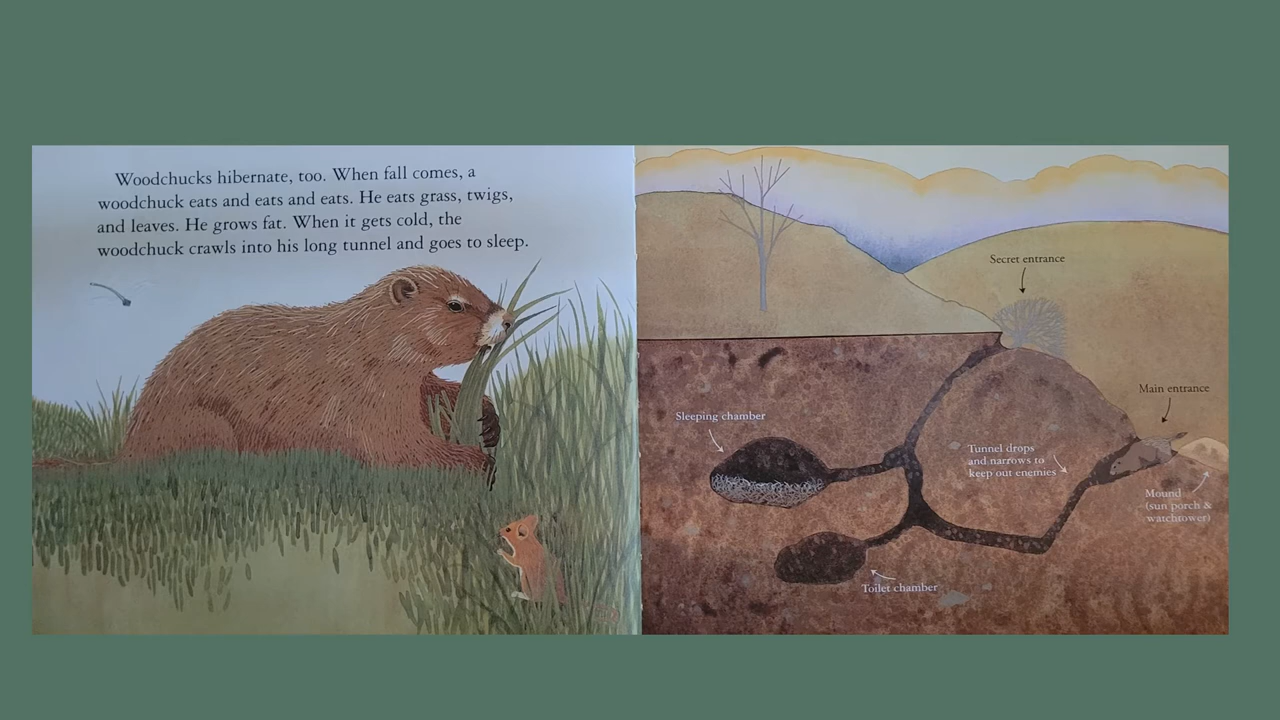 Woodchucks hibernate, too. When fall comes, a
woodchuck eats and eats and eats. He eats grass, twigs,
and leaves. He grows fat. When it gets cold, the
woodchuck crawls into his long tunnel and goes to sleep.
Secret entrance
Main entrance
Sleeping chamber
Tunnel drops
and narrows to
keep out enemies
Mound
(sun porch &
watchtower)
Toilet chamber